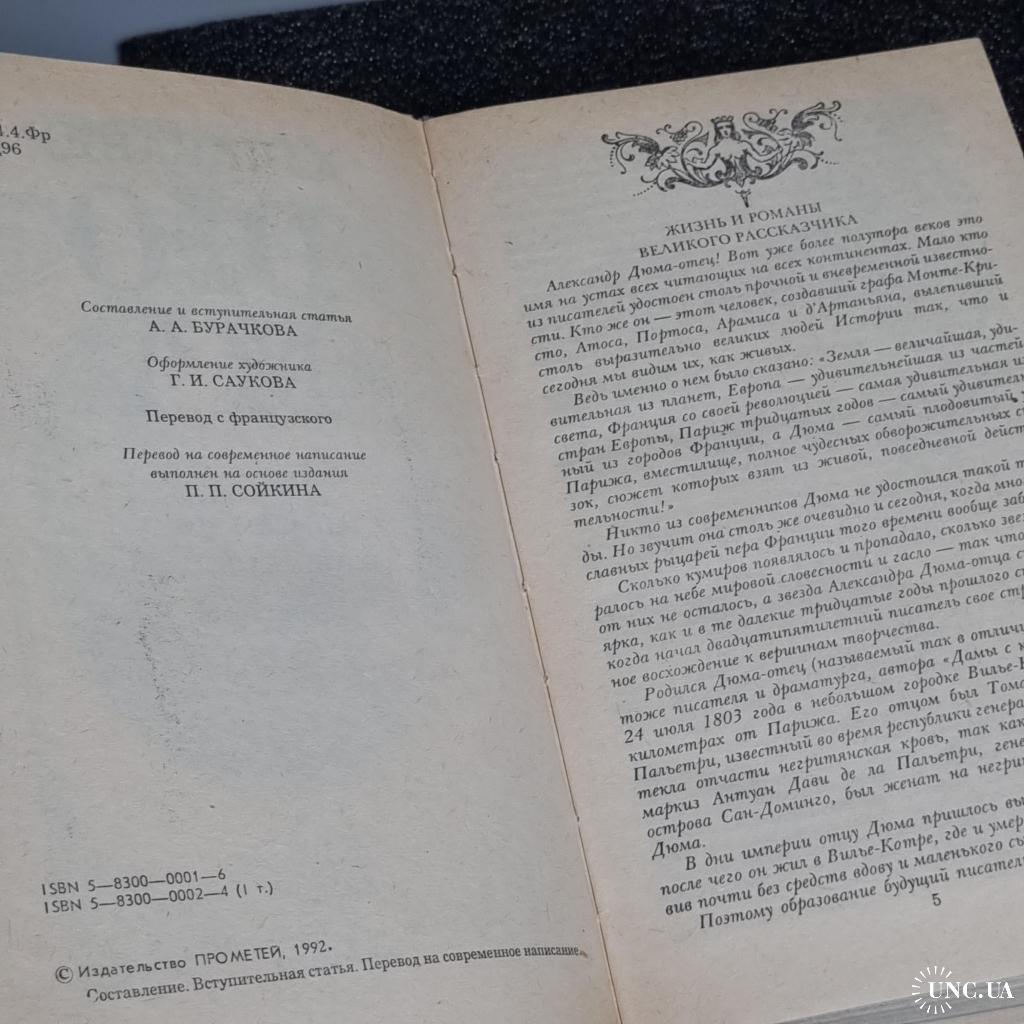 .4.Фр
96
Составление и вступительная статья
А. А. БУРАЧКОВА
Оформление художника
Г. И. САУКОВА
Перевод с французского
Перевод на современное написание
выполнен на основе издания
П. П. СОЙКИНА
ISBN 5—8300—0001—6
ISBN 5—8300—0002—4 (1 т.)
© Издательство ПРОМЕТЕЙ, 1992.
Составление. Вступительная статья. Перевод на современное написание.
ЖИЗНЬ И РОМАНЫ
ВЕЛИКОГО РАССКАЗЧИКА
Александр Дюма-отец! Вот уже более полутора веков это
имя на устах всех читающих на всех континентах. Мало кто
из писателей удостоен столь прочной и вневременной известно-
сти. Кто же он — этот человек, создавший графа Монте-Кри-
сто, Атоса, Портоса, Арамиса и д'Артаньяна, вылепивший
столь выразительно великих людей Истории так, что и
сегодня мы видим их, как живых.
Ведь именно о нем было сказано: «Земля — величайшая, уди-
вительная из планет, Европа — удивительнейшая из частей
света, Франция со своей революцией — самая удивительная из
стран Европы, Париж тридцатых годов — самый удивитель-
ный из городов Франции, а Дюма — самый плодовитый у
Парижа, вместилище, полное чудесных обворожительных с
зок, сюжет которых взят из живой, повседневной дейст
тельности!»
Никто из современников Дюма не удостоился такой
ды. Но звучит она столь же очевидно и сегодня, когда мно
славных рыцарей пера Франции того времени вообще заб
Сколько кумиров появлялось и пропадало, сколько звез
ралось на небе мировой словесности и гасло — так что
от них не осталось, а звезда Александра Дюма-отца с
ярка, как и в те далекие тридцатые годы прошлого с
когда начал двадцатипятилетний писатель свое стр
ное восхождение к вершинам творчества.
Родился Дюма-отец (называемый так в отличи
тоже писателя и драматурга, автора «Дамы с к
24 июля 1803 года в небольшом городке Вилье-К
километрах от Парижа. Его отцом был Тома
Пальетри, известный во время республики генера
текла отчасти негритянская кровь, так как
маркиз Антуан Дави де ла Пальетри, гене
острова Сан-Доминго, был женат на негрит
Дюма.
В дни империи отцу Дюма пришлось вы
после чего он жил в Вилье-Котре, где и умер
вив почти без средств вдову и маленького сы
Поэтому образование будущий писатель
5
UNC.UA